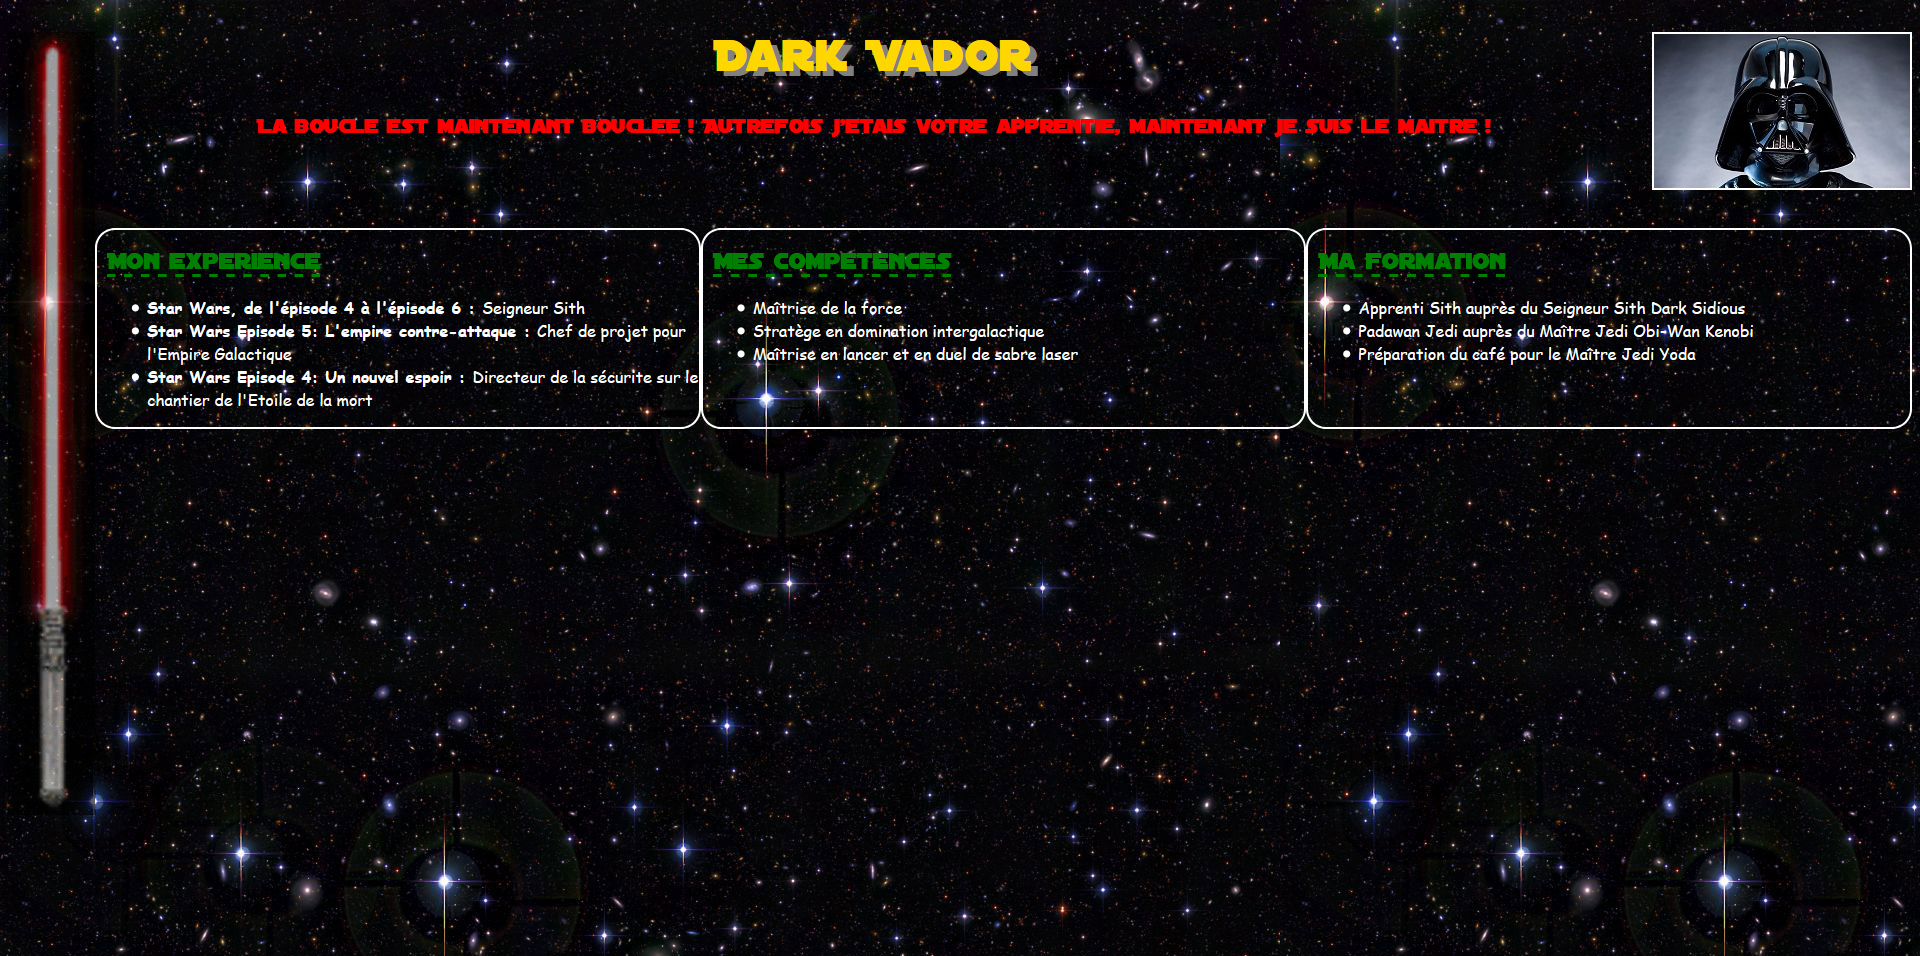 Dark Vador
La boucle est maintenant bouclee ! Autrefois j'etais votre apprentie, maintenant je suis le maitre !
Mon experience
Star Wars, de l'épisode 4 à l'épisode 6 : Seigneur Sith
Star Wars Episode 5: L'empire contre-attaque : Chef de projet pour
l'Empire Galactique
Star Wars Episode 4: Un nouvel espoir : Directeur de la sécurite sur le
chantier de l'Etoile de la mort
Mes competences
Maîtrise de la force
Stratège en domination intergalactique
Maîtrise en lancer et en duel de sabre laser
Ma formation
Apprenti Sith auprès du Seigneur Sith Dark Sidious
Padawan Jedi auprès du Maître Jedi Obi-Wan Kenobi
Préparation du café pour le Maître Jedi Yoda